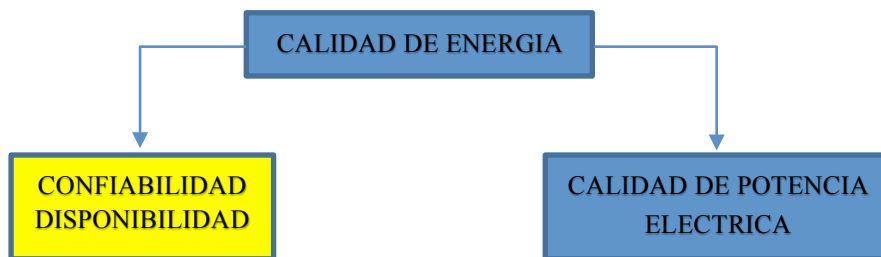 CALIDAD DE ENERGIA
CONFIABILIDAD
DISPONIBILIDAD
CALIDAD DE POTENCIA
ELECTRICA